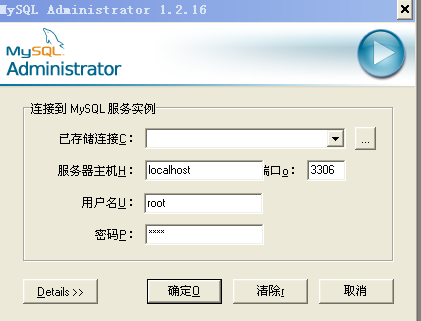 MySQL Administrator 1.2.16
MySQL
Administrator
连接到 MySQL 服务实例
已存储连接C：
...
服务器主机H： localhost 端口o： 3306
用户名U： root
密码P： ****
Details >> 确定O 清除r 取消